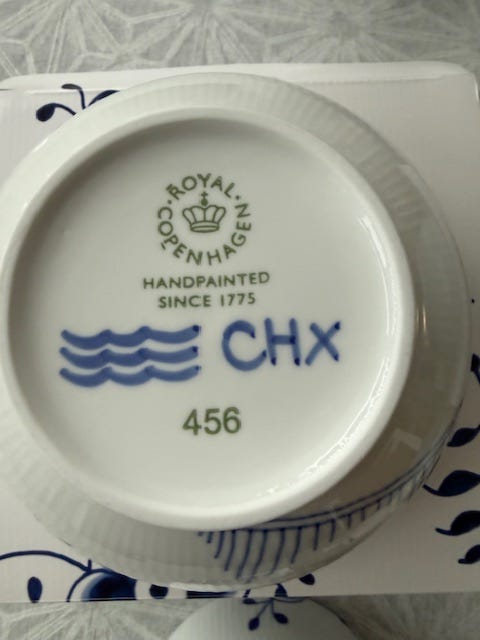 ROYAL
COPENHAGEN
HANDPAINTED
SINCE 1775
CHX
456